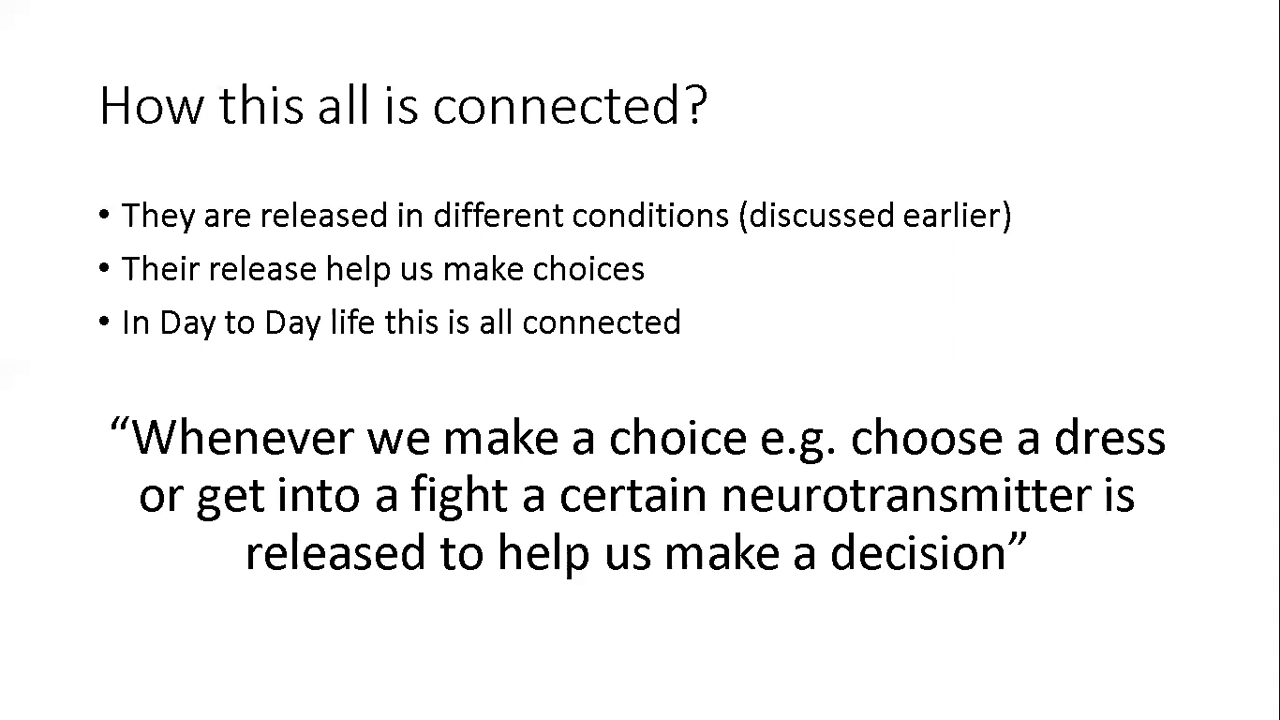 How this all is connected?
• They are released in different conditions (discussed earlier)
• Their release help us make choices
• In Day to Day life this is all connected
“Whenever we make a choice e.g. choose a dress
or get into a fight a certain neurotransmitter is
released to help us make a decision”